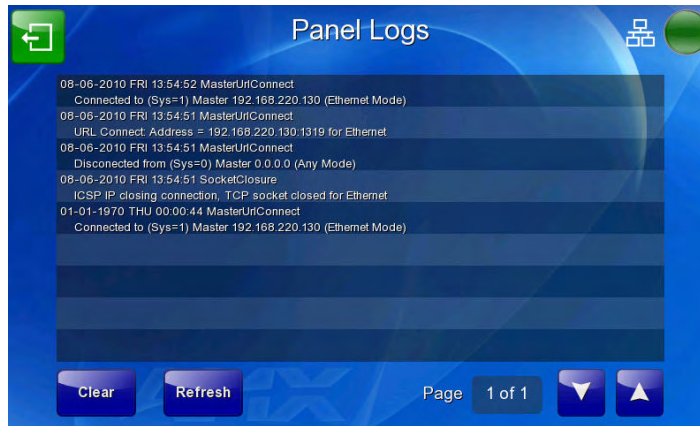 Panel Logs
08-06-2010 FRI 13:54:52 MasterUrlConnect
Connected to (Sys=1) Master 192.168.220.130 (Ethernet Mode)
08-06-2010 FRI 13:54:51 MasterUrlConnect
URL Connect: Address = 192.168.220.130:1319 for Ethernet
08-06-2010 FRI 13:54:51 MasterUrlConnect
Disconected from (Sys=0) Master 0.0.0.0 (Any Mode)
08-06-2010 FRI 13:54:51 SocketClosure
ICSP IP closing connection, TCP socket closed for Ethernet
01-01-1970 THU 00:00:44 MasterUrlConnect
Connected to (Sys=1) Master 192.168.220.130 (Ethernet Mode)
Clear Refresh Page 1 of 1
AMX